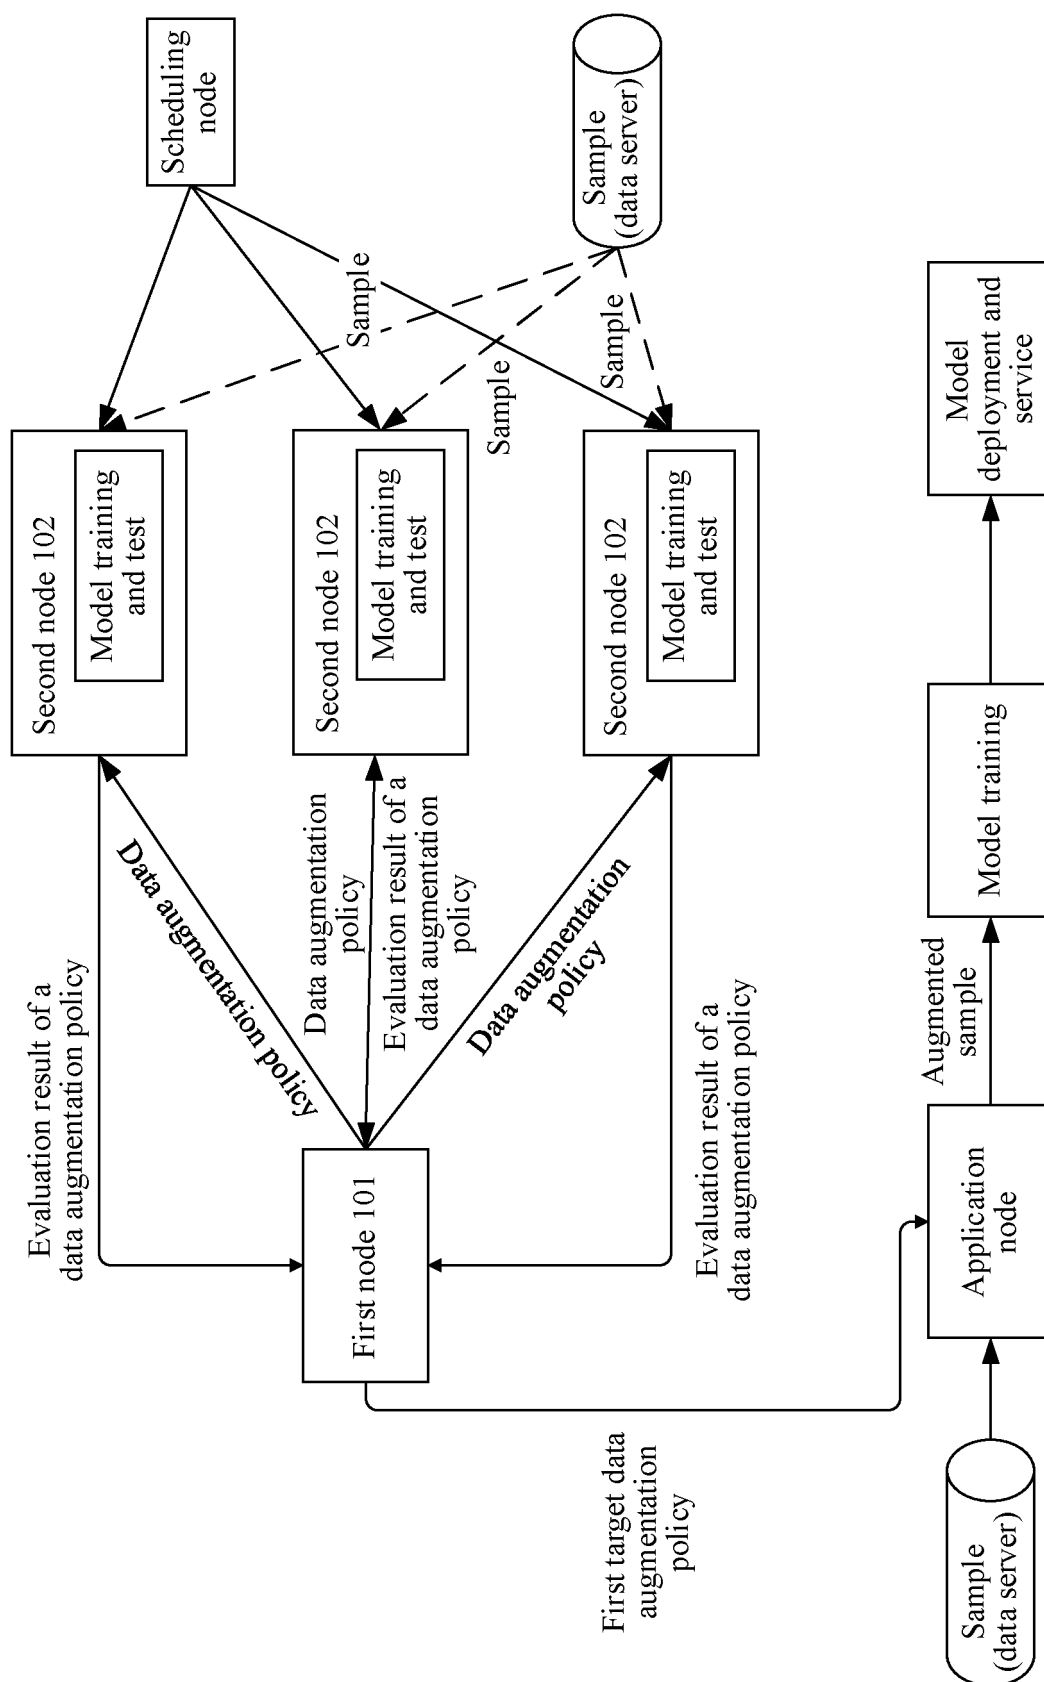 Evaluation result of a
data augmentation policy
Data augmentation policy
Second node 102
Model training
and test
Scheduling
node
Sample
First node 101
Data augmentation
policy
Evaluation result of a
data augmentation
policy
Second node 102
Model training
and test
Sample
Data augmentation
policy
Evaluation result of a
data augmentation policy
Second node 102
Model training
and test
Sample
Sample
(data server)
First target data
augmentation
policy
Sample
(data server)
Application
node
Augmented
sample
Model training
Model
deployment and
service